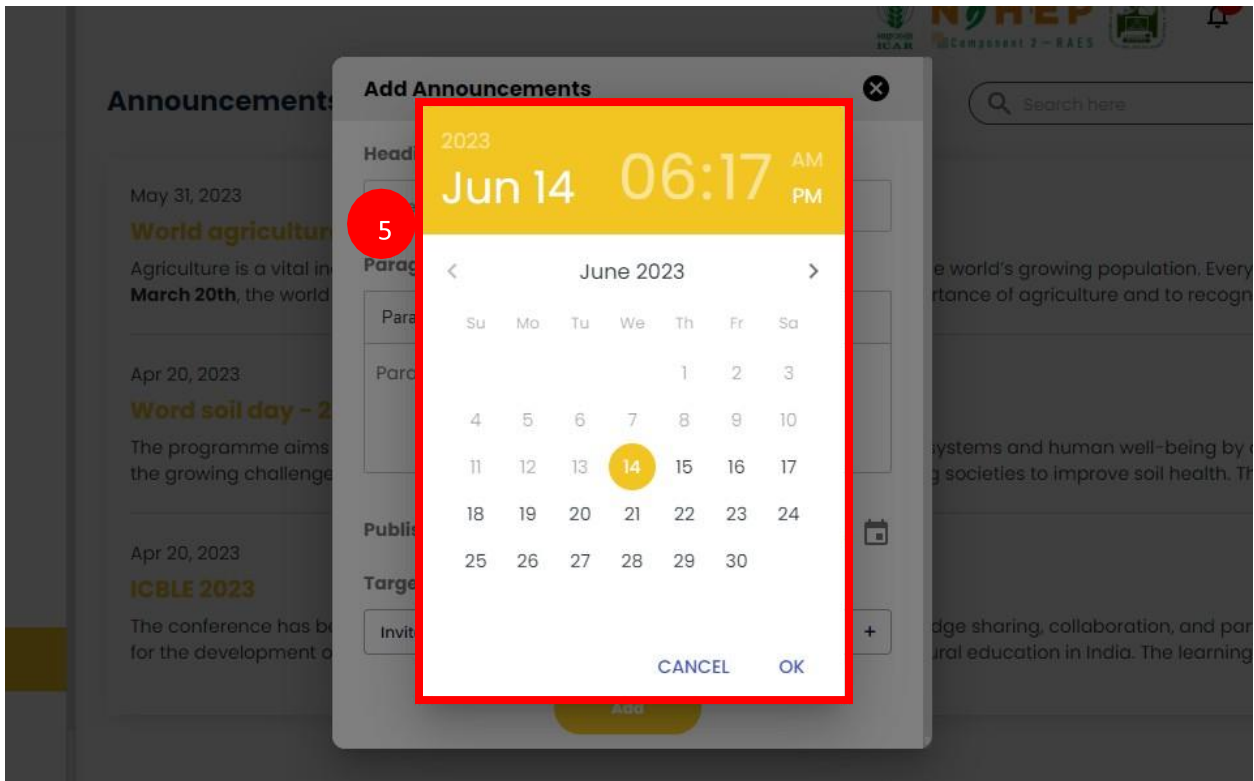 NAHEP
ICAR
Component 2 – RAES
Announcements
Add Announcements
Search here
2023
Jun 14
06:17
AM
PM
Headi
5
May 31, 2023
World agricultur
Agriculture is a vital in
e world's growing population. Every
March 20th, the world
rtance of agriculture and to recogn
Parag
Para
Para
June 2023
Su Mo Tu We Th Fr Sa
1 2 3
4 5 6 7 8 9 10
11 12 13 14 15 16 17
18 19 20 21 22 23 24
25 26 27 28 29 30
CANCEL OK
Apr 20, 2023
Word soil day - 2
The programme aims
systems and human well-being by
the growing challenge
g societies to improve soil health. Th
Publis
Apr 20, 2023
ICBLE 2023
Targe
The conference has be
Invit
+
dge sharing, collaboration, and par
for the development o
ural education in India. The learning
Add